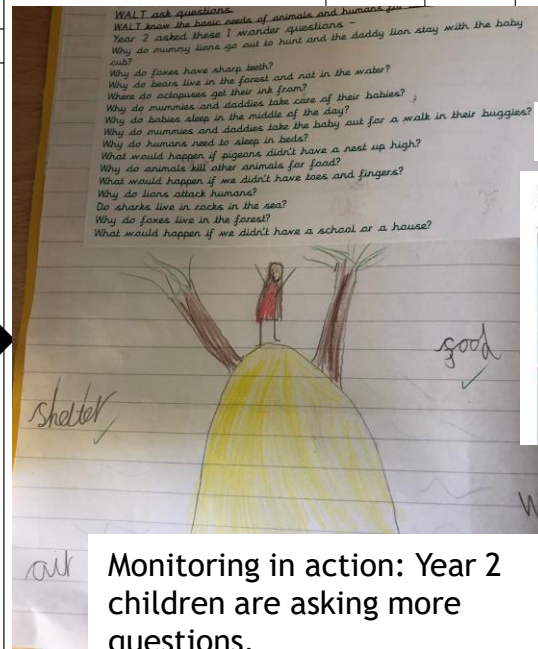 WALT ask questions.
WALT know the basic needs of animals and humans for
Year 2 asked these I wonder questions –
Why do mummy lions go out to hunt and the daddy lion stay with the baby
cub?
Why do foxes have sharp teeth?
Why do bears live in the forest and not in the water?
Where do octopuses get their ink from?
Why do mummies and daddies take care of their babies?
Why do babies sleep in the middle of the day?
Why do mummies and daddies take the baby out for a walk in their buggies?
Why do humans need to sleep in beds?
What would happen if pigeons didn't have a nest up high?
Why do animals kill other animals for food?
What would happen if we didn't have toes and fingers?
Why do lions attack humans?
Do sharks live in rocks in the sea?
Why do foxes live in the forest?
What would happen if we didn't have a school or a house?
food
shelter
air
Monitoring in action: Year 2
children are asking more
questions.